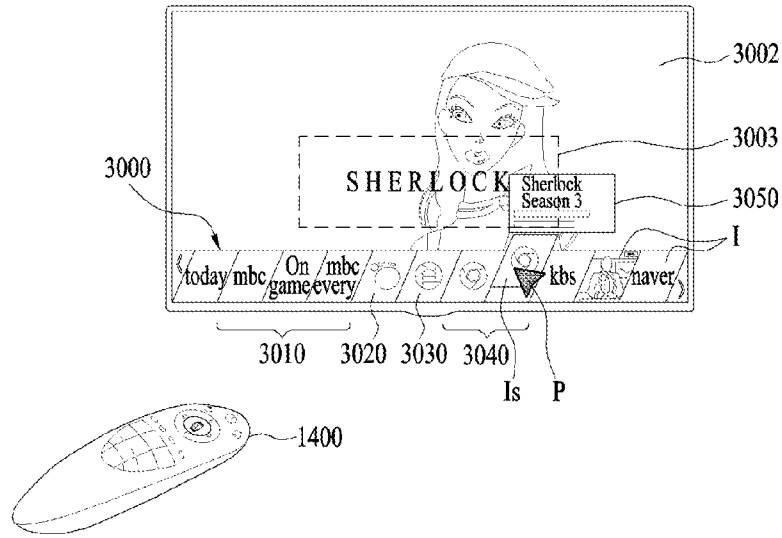 3002
3003
SHERLOCK
Sherlock
Season 3
3050
3000
I
today
mbc
On
game
mbc
every
kbs
naver
3010
3020
3030
3040
Is
P
1400